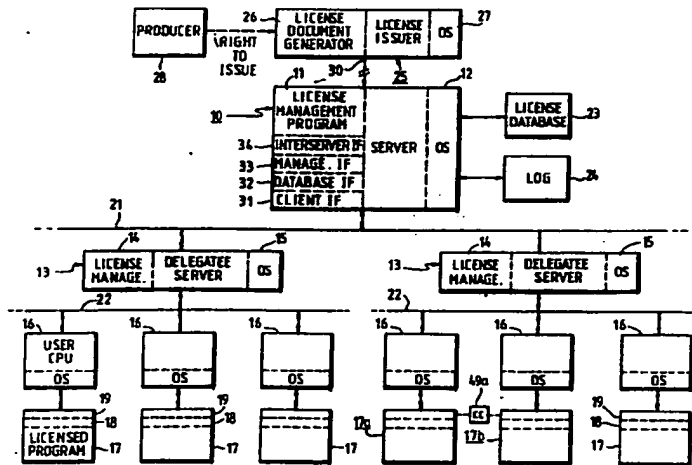 26
LICENSE
DOCUMENT
GENERATOR
LICENSE
ISSUER
OS
27
PRODUCER
28
RIGHT
TO
ISSUE
30
25
11
12
10
LICENSE
MANAGEMENT
PROGRAM
SERVER
OS
LICENSE
DATABASE
23
34
INTERSERVER IF
33
MANAGE. IF
32
DATABASE IF
31
CLIENT IF
LOG
24
21
14
15
13
LICENSE
MANAGE.
DELEGATEE
SERVER
OS
14
15
13
LICENSE
MANAGE.
DELEGATEE
SERVER
OS
22
22
16
16
16
16
16
16
USER
CPU
OS
OS
OS
OS
OS
OS
49a
CC
19
18
LICENSED
PROGRAM
17
19
18
17
17
17a
17b
19
18
17